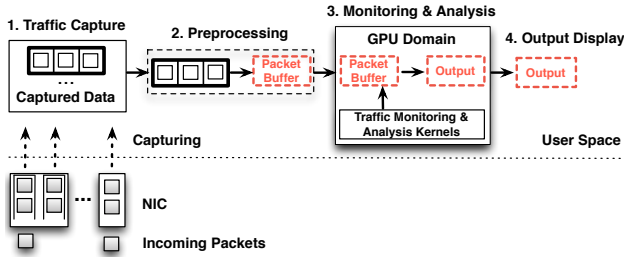 1. Traffic Capture
...
Captured Data
2. Preprocessing
Packet
Buffer
3. Monitoring & Analysis
GPU Domain
Packet
Buffer
Output
Traffic Monitoring &
Analysis Kernels
4. Output Display
Output
Capturing
User Space
...
NIC
Incoming Packets